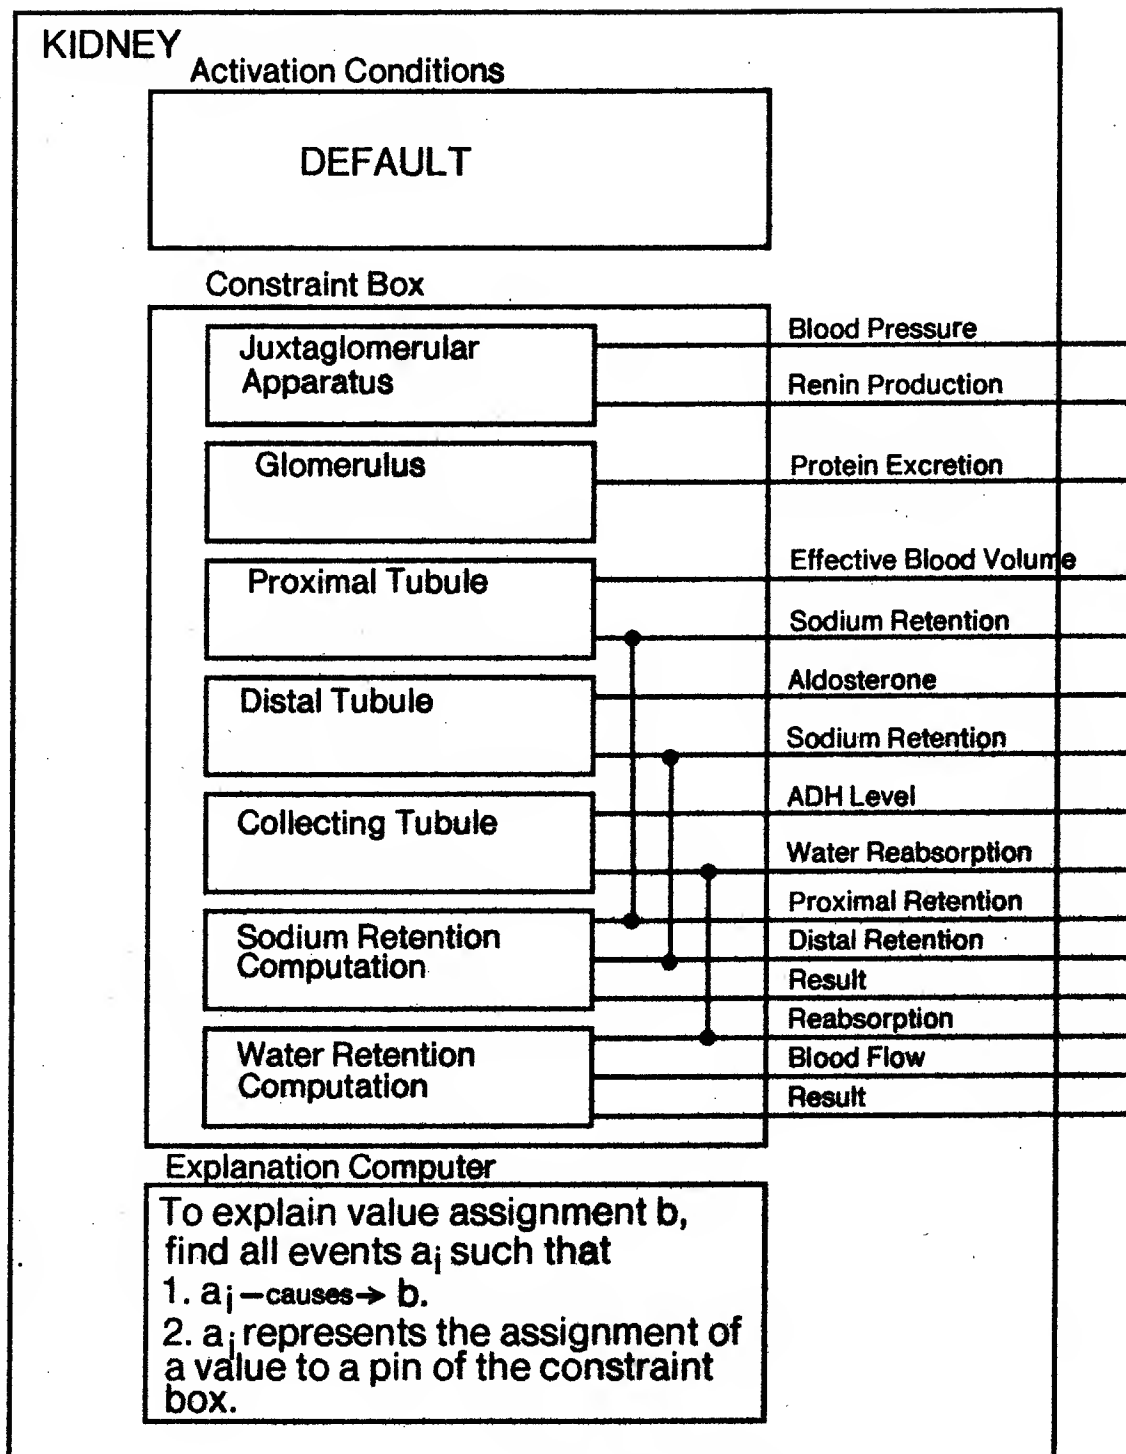 KIDNEY
Activation Conditions
DEFAULT
Constraint Box
Juxtaglomerular
Apparatus
Blood Pressure
Renin Production
Glomerulus
Protein Excretion
Proximal Tubule
Effective Blood Volume
Sodium Retention
Distal Tubule
Aldosterone
Sodium Retention
Collecting Tubule
ADH Level
Water Reabsorption
Sodium Retention
Computation
Proximal Retention
Distal Retention
Result
Water Retention
Computation
Reabsorption
Blood Flow
Result
Explanation Computer
To explain value assignment b,
find all events ai such that
1. ai –causes→ b.
2. ai represents the assignment of
a value to a pin of the constraint
box.